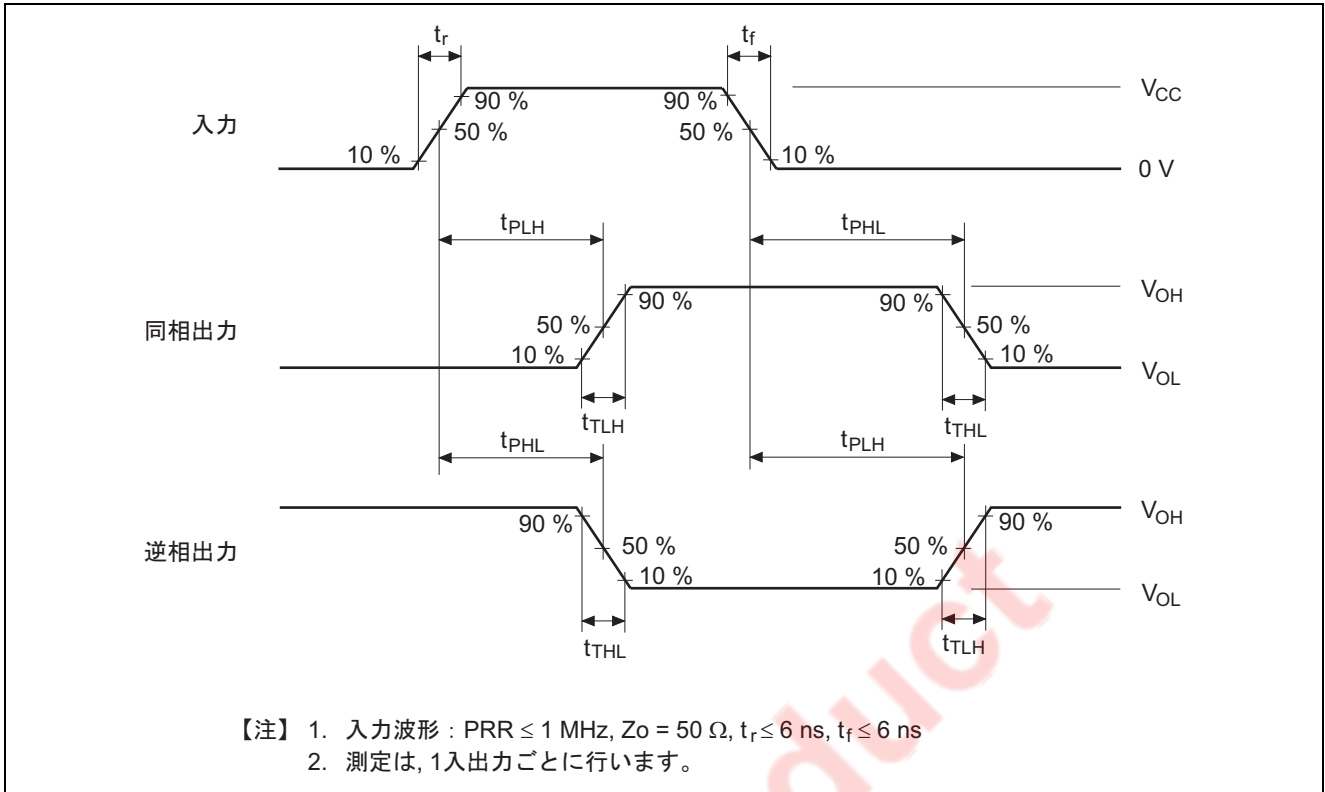 tr
tf
入力
90 %
50 %
10 %
90 %
50 %
10 %
VCC
0 V
tPLH
tPHL
同相出力
90 %
50 %
10 %
90 %
50 %
10 %
VOH
VOL
tTLH
tTHL
tPHL
tPLH
逆相出力
90 %
50 %
10 %
90 %
50 %
10 %
VOH
VOL
tTHL
tTLH
【注】 1. 入力波形：PRR ≤ 1 MHz, Zo = 50 Ω, tr ≤ 6 ns, tf ≤ 6 ns
2. 測定は, 1入出力ごとに行います。
duct